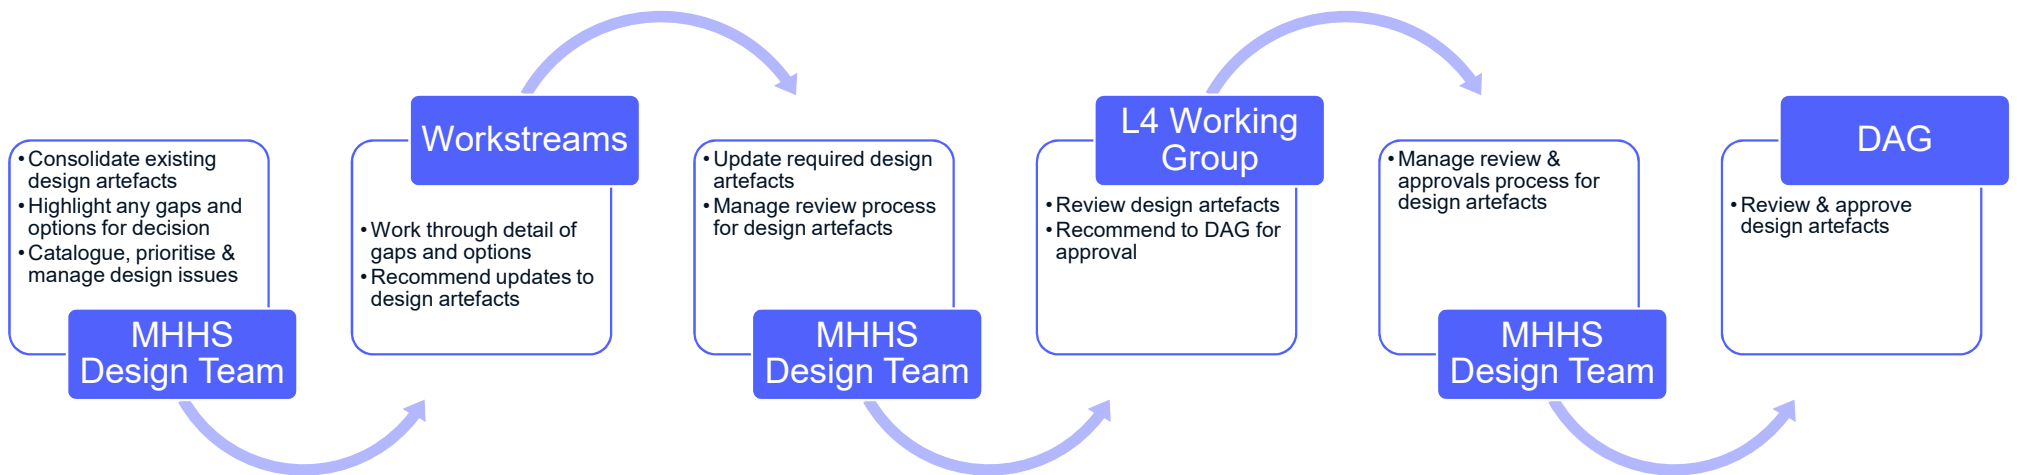 • Consolidate existing
design artefacts
• Highlight any gaps and
options for decision
• Catalogue, prioritise &
manage design issues
MHHS
Design Team
Workstreams
• Work through detail of
gaps and options
• Recommend updates to
design artefacts
• Update required design
artefacts
• Manage review process
for design artefacts
MHHS
Design Team
L4 Working
Group
• Review design artefacts
• Recommend to DAG for
approval
• Manage review &
approvals process for
design artefacts
MHHS
Design Team
DAG
• Review & approve
design artefacts